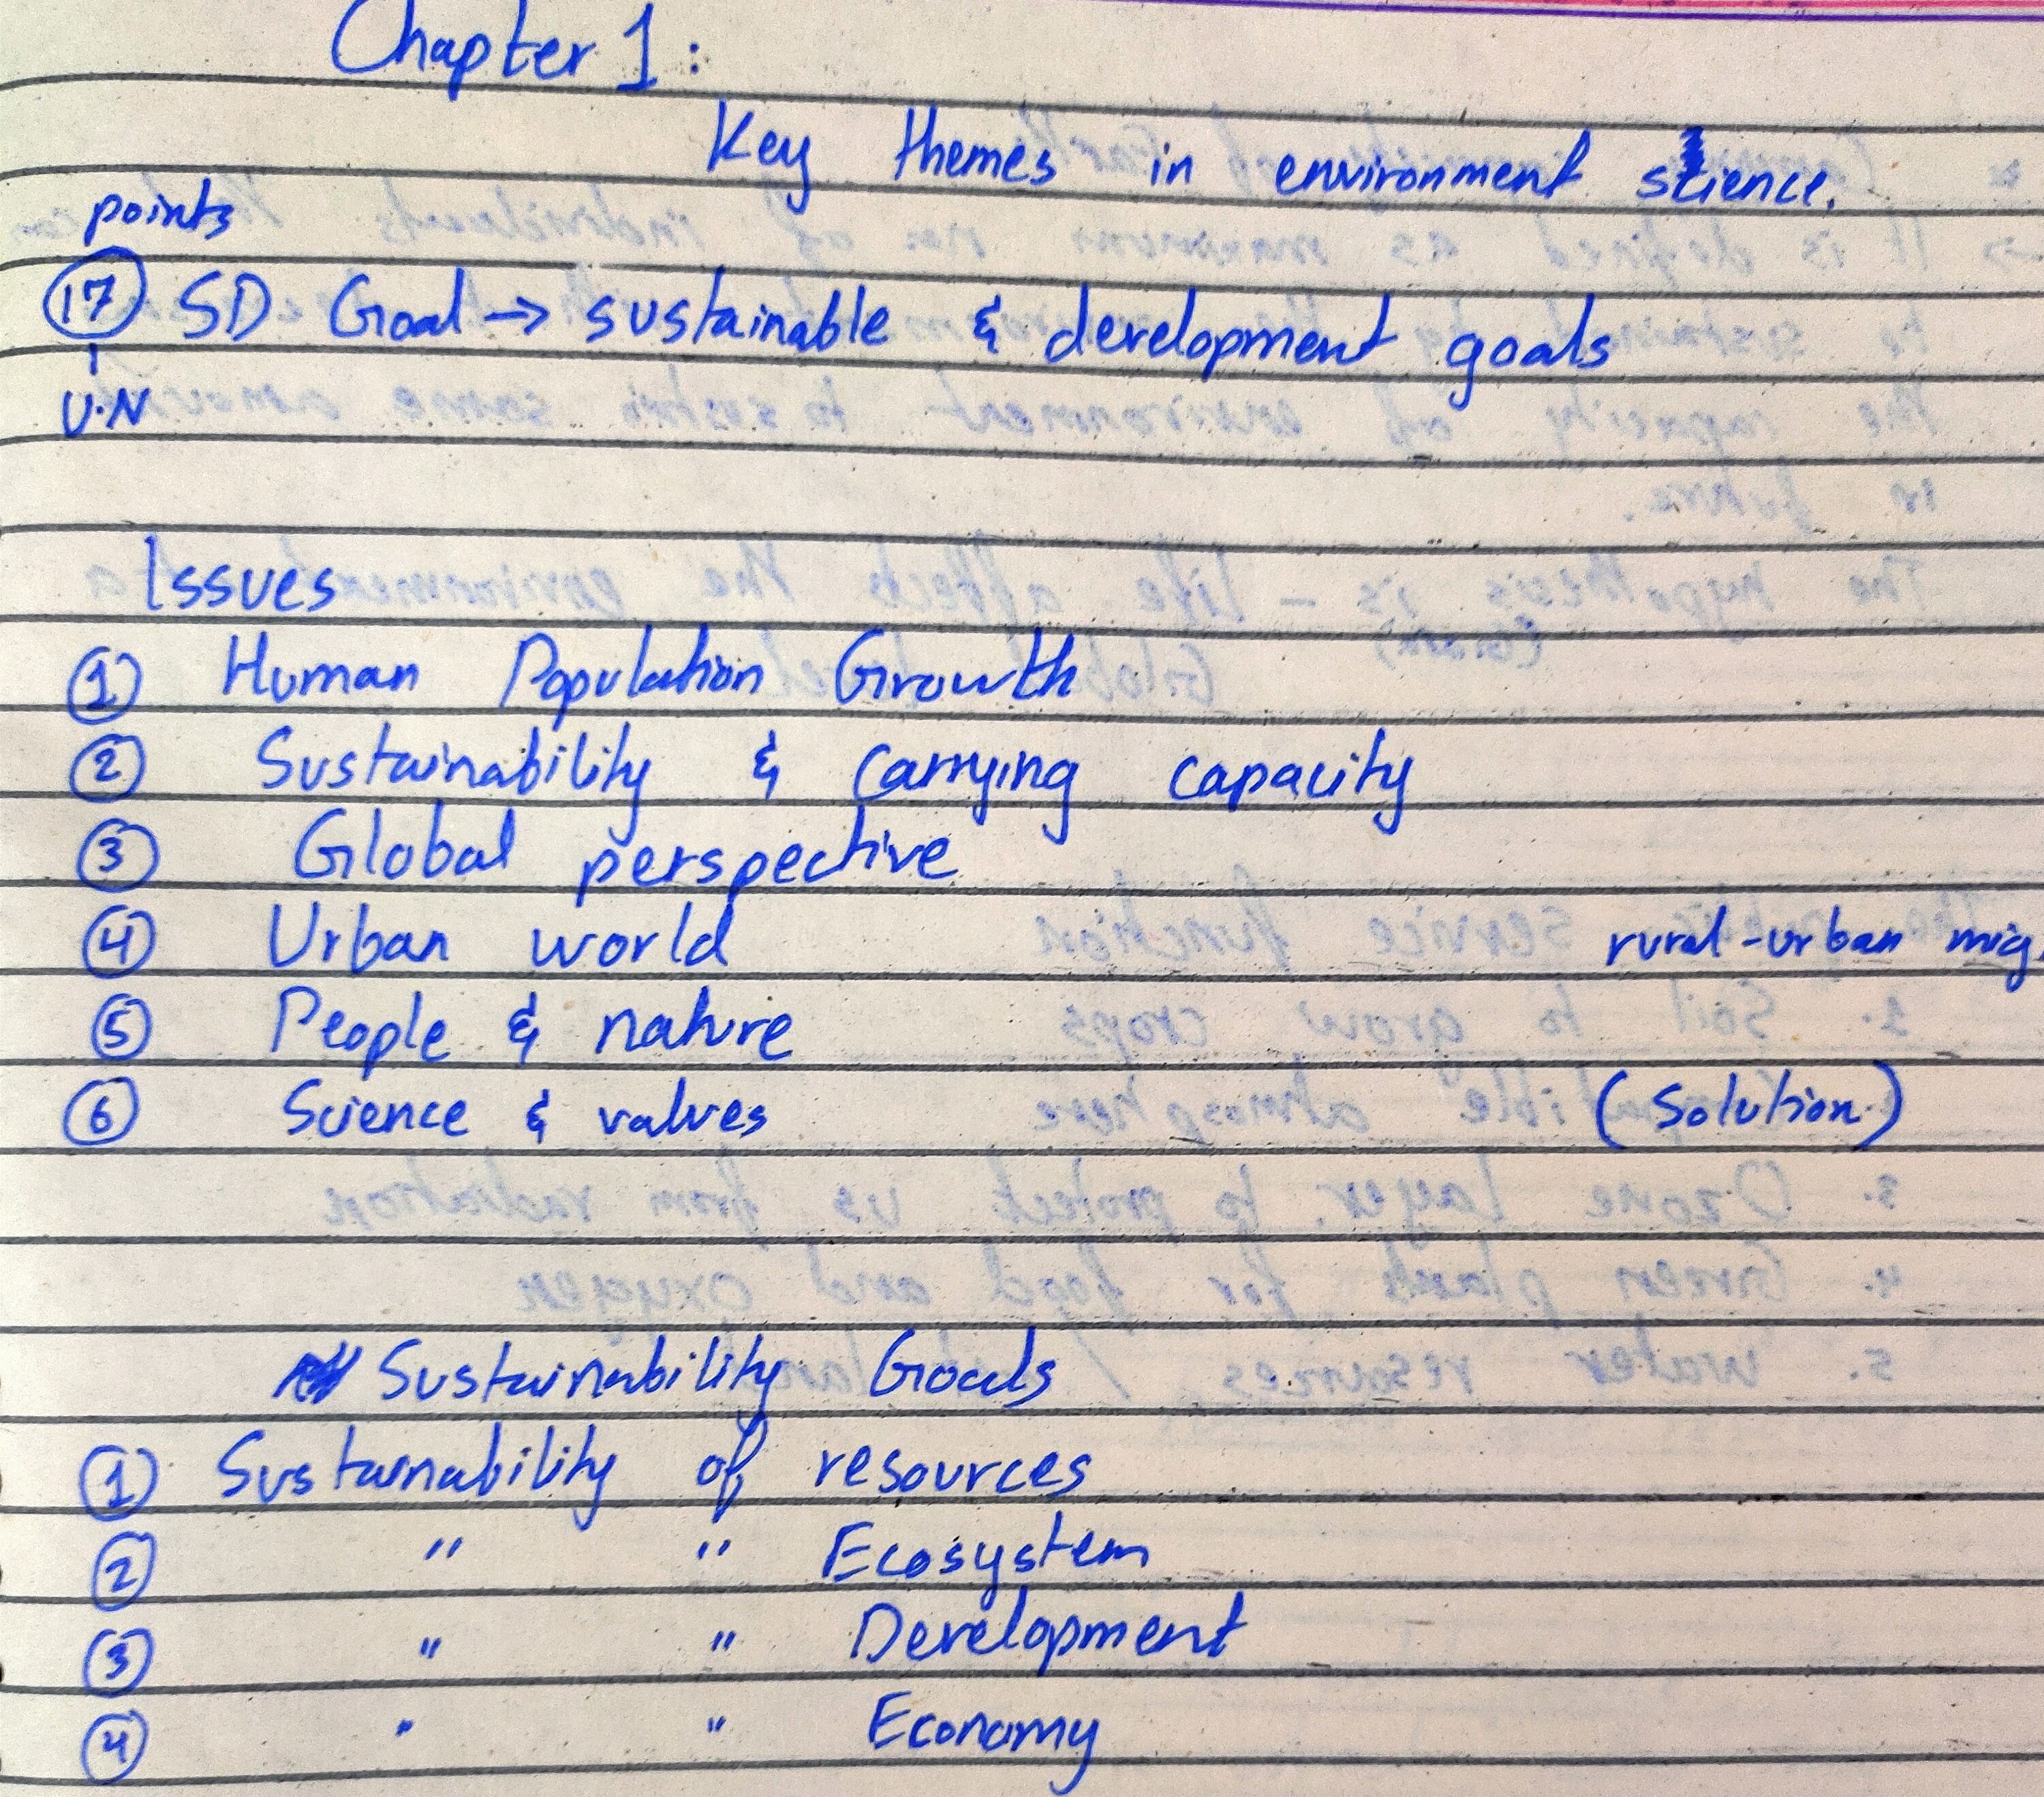 Chapter 1:
Key themes in environment science.
points
17 SD Goal → sustainable & development goals
U.N
Issues
1 Human Population Growth
2 Sustainability & carrying capacity
3 Global perspective
4 Urban world rural-urban mig.
5 People & nature
6 Science & values (Solution)
Sustainability Goals
1 Sustainability of resources
2 " " Ecosystem
3 " " Development
4 " " Economy